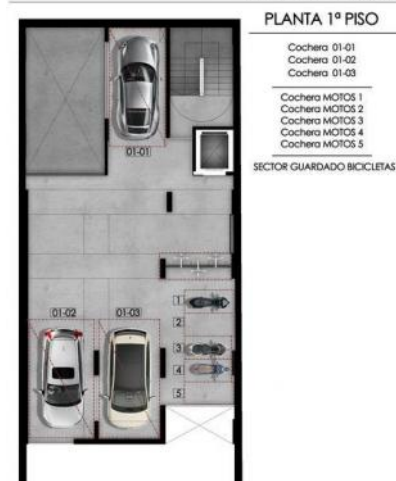 PLANTA 1º PISO
Cochera 01-01
Cochera 01-02
Cochera 01-03
Cochera MOTOS 1
Cochera MOTOS 2
Cochera MOTOS 3
Cochera MOTOS 4
Cochera MOTOS 5
SECTOR GUARDADO BICICLETAS
01-01
01-02
01-03
1
2
3
4
5